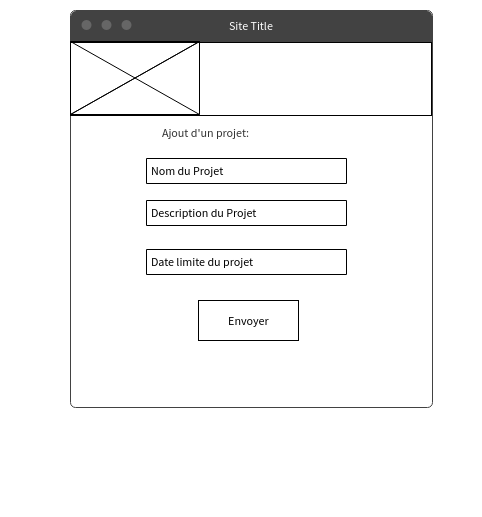 Site Title
Ajout d'un projet:
Nom du Projet
Description du Projet
Date limite du projet
Envoyer